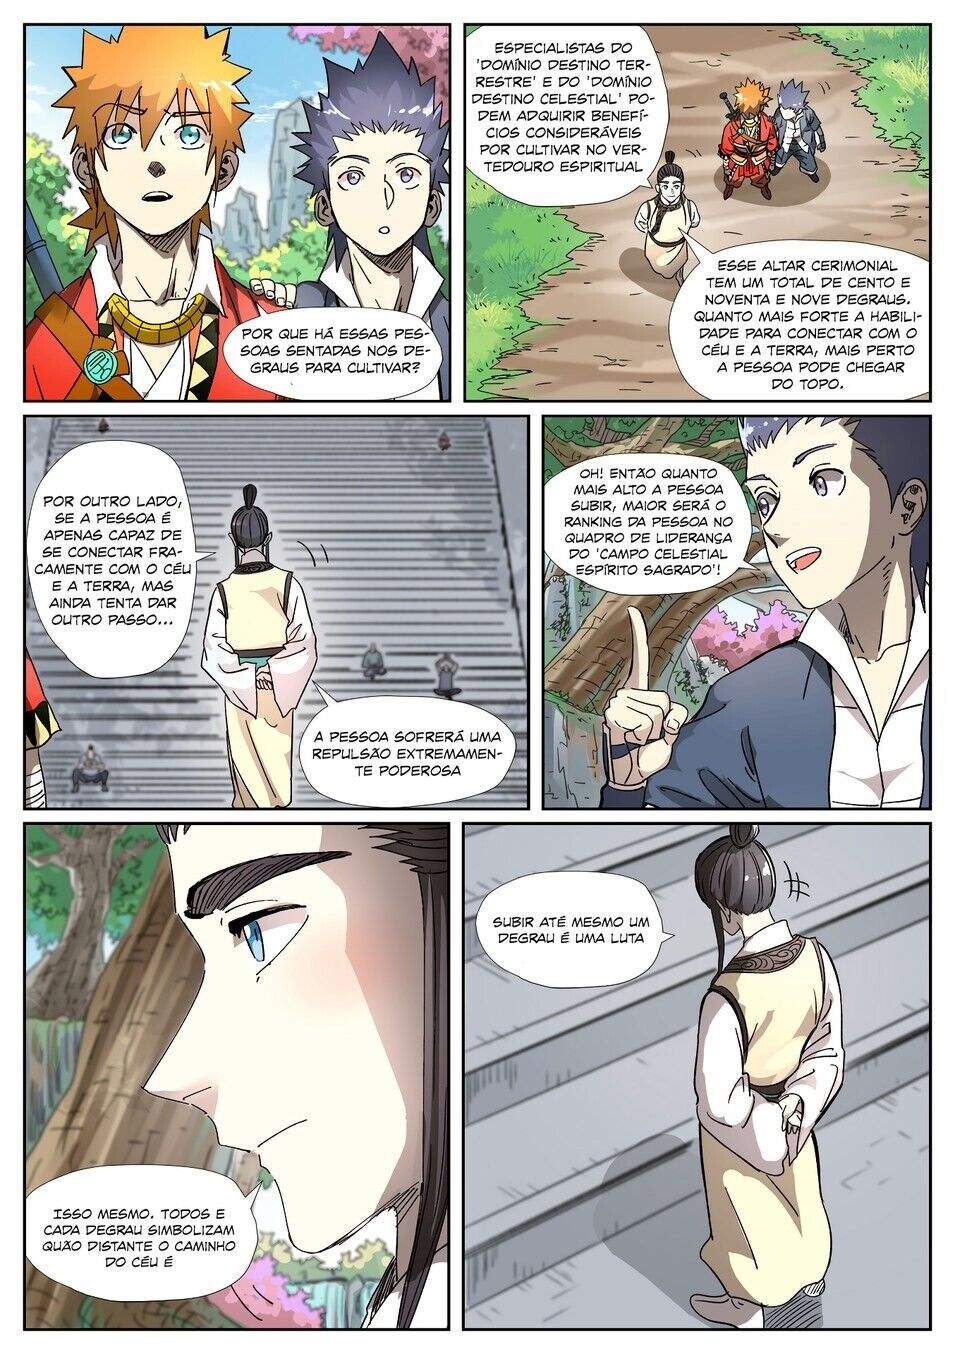 POR QUE HÁ ESSAS PES-
SOAS SENTADAS NOS DE-
GRAUS PARA CULTIVAR?
ESPECIALISTAS DO
'DOMÍNIO DESTINO TER-
RESTRE' E DO 'DOMÍNIO
DESTINO CELESTIAL' PO-
DEM ADQUIRIR BENEFÍ-
CIOS CONSIDERÁVEIS
POR CULTIVAR NO VER-
TEDOURO ESPIRITUAL
ESSE ALTAR CERIMONIAL
TEM UM TOTAL DE CENTO E
NOVENTA E NOVE DEGRAUS.
QUANTO MAIS FORTE A HABILI-
DADE PARA CONECTAR COM O
CÉU E A TERRA, MAIS PERTO
A PESSOA PODE CHEGAR
DO TOPO.
POR OUTRO LADO,
SE A PESSOA É
APENAS CAPAZ DE
SE CONECTAR FRA-
CAMENTE COM O CÉU
E A TERRA, MAS
AINDA TENTA DAR
OUTRO PASSO...
A PESSOA SOFRERÁ UMA
REPULSÃO EXTREMAMEN-
TE PODEROSA
OH! ENTÃO QUANTO
MAIS ALTO A PESSOA
SUBIR, MAIOR SERÁ O
RANKING DA PESSOA NO
QUADRO DE LIDERANÇA
DO 'CAMPO CELESTIAL
ESPÍRITO SAGRADO'!
ISSO MESMO. TODOS E
CADA DEGRAU SIMBOLIZAM
QUÃO DISTANTE O CAMINHO
DO CÉU É
SUBIR ATÉ MESMO UM
DEGRAU É UMA LUTA